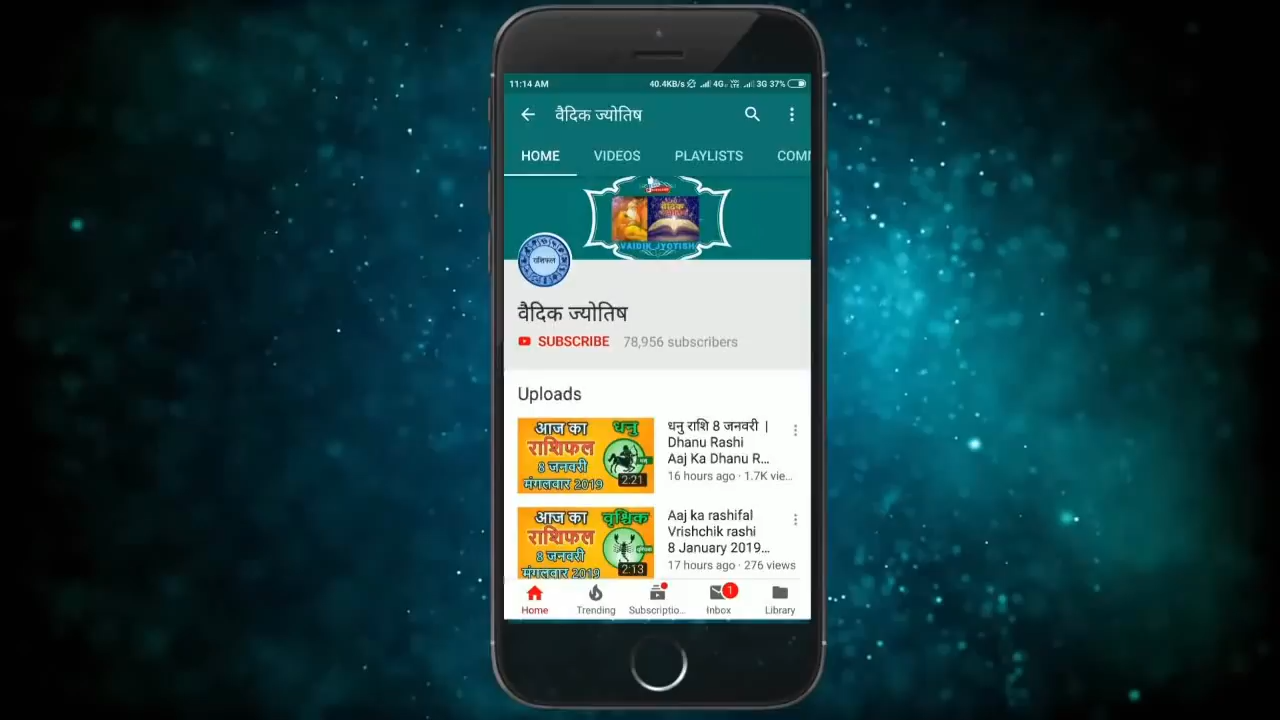 11:14 AM
40.4KB/s 4G 3G 37%
वैदिक ज्योतिष
HOME VIDEOS PLAYLISTS COMM
वैदिक
VAIDIK JYOTISH
राशिफल
वैदिक ज्योतिष
SUBSCRIBE 78,956 subscribers
Uploads
आज का धनु
राशिफल
8 जनवरी
मंगलवार 2019
2:21
धनु राशि 8 जनवरी |
Dhanu Rashi
Aaj Ka Dhanu R...
16 hours ago · 1.7K vie...
आज का वृश्चिक
राशिफल
8 जनवरी
मंगलवार 2019
2:13
Aaj ka rashifal
Vrishchik rashi
8 January 2019...
17 hours ago · 276 views
1
Home Trending Subscriptio... Inbox Library